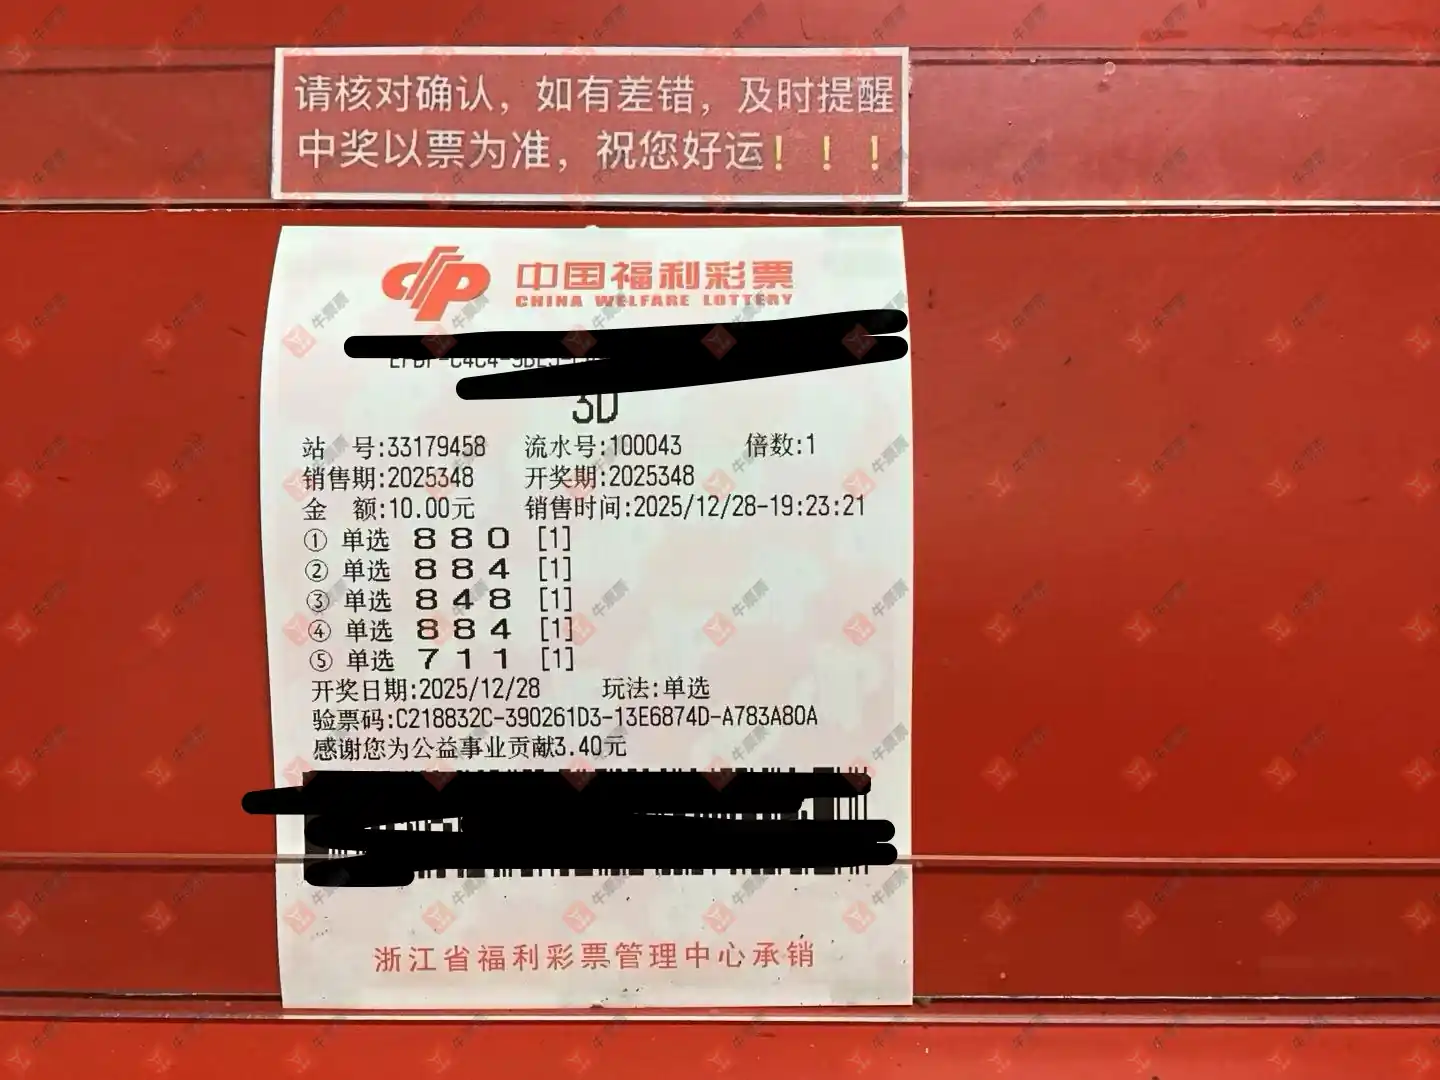 请核对确认，如有差错，及时提醒
中奖以票为准，祝您好运！！！
中国福利彩票
CHINA WELFARE LOTTERY
3D
站 号:33179458 流水号:100043 倍数:1
销售期:2025348 开奖期:2025348
金 额:10.00元 销售时间:2025/12/28-19:23:21
① 单选 8 8 0 [1]
② 单选 8 8 4 [1]
③ 单选 8 4 8 [1]
④ 单选 8 8 4 [1]
⑤ 单选 7 1 1 [1]
开奖日期:2025/12/28 玩法:单选
验票码:C218832C-390261D3-13E6874D-A783A80A
感谢您为公益事业贡献3.40元
浙江省福利彩票管理中心承销
牛票票